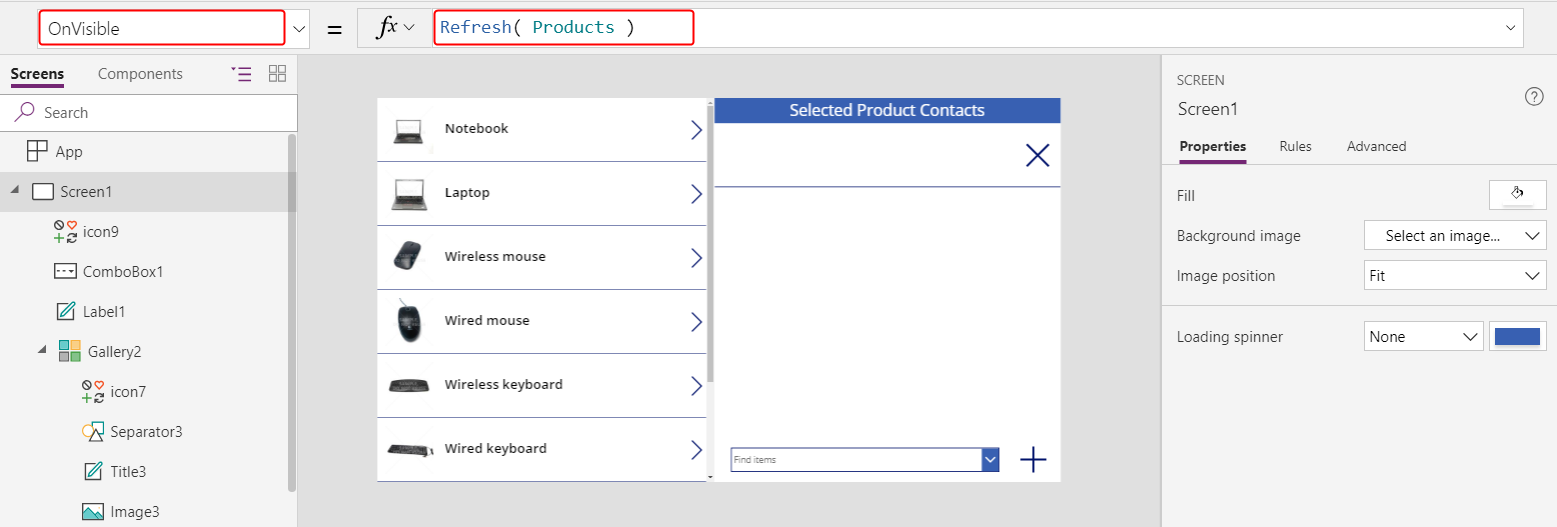 OnVisible
=
fx
Refresh( Products )
Screens
Components
Search
App
Screen1
icon9
ComboBox1
Label1
Gallery2
icon7
Separator3
Title3
Image3
Notebook
Laptop
Wireless mouse
Wired mouse
Wireless keyboard
Wired keyboard
Selected Product Contacts
Find items
SCREEN
Screen1
?
Properties
Rules
Advanced
Fill
Background image
Select an image...
Image position
Fit
Loading spinner
None